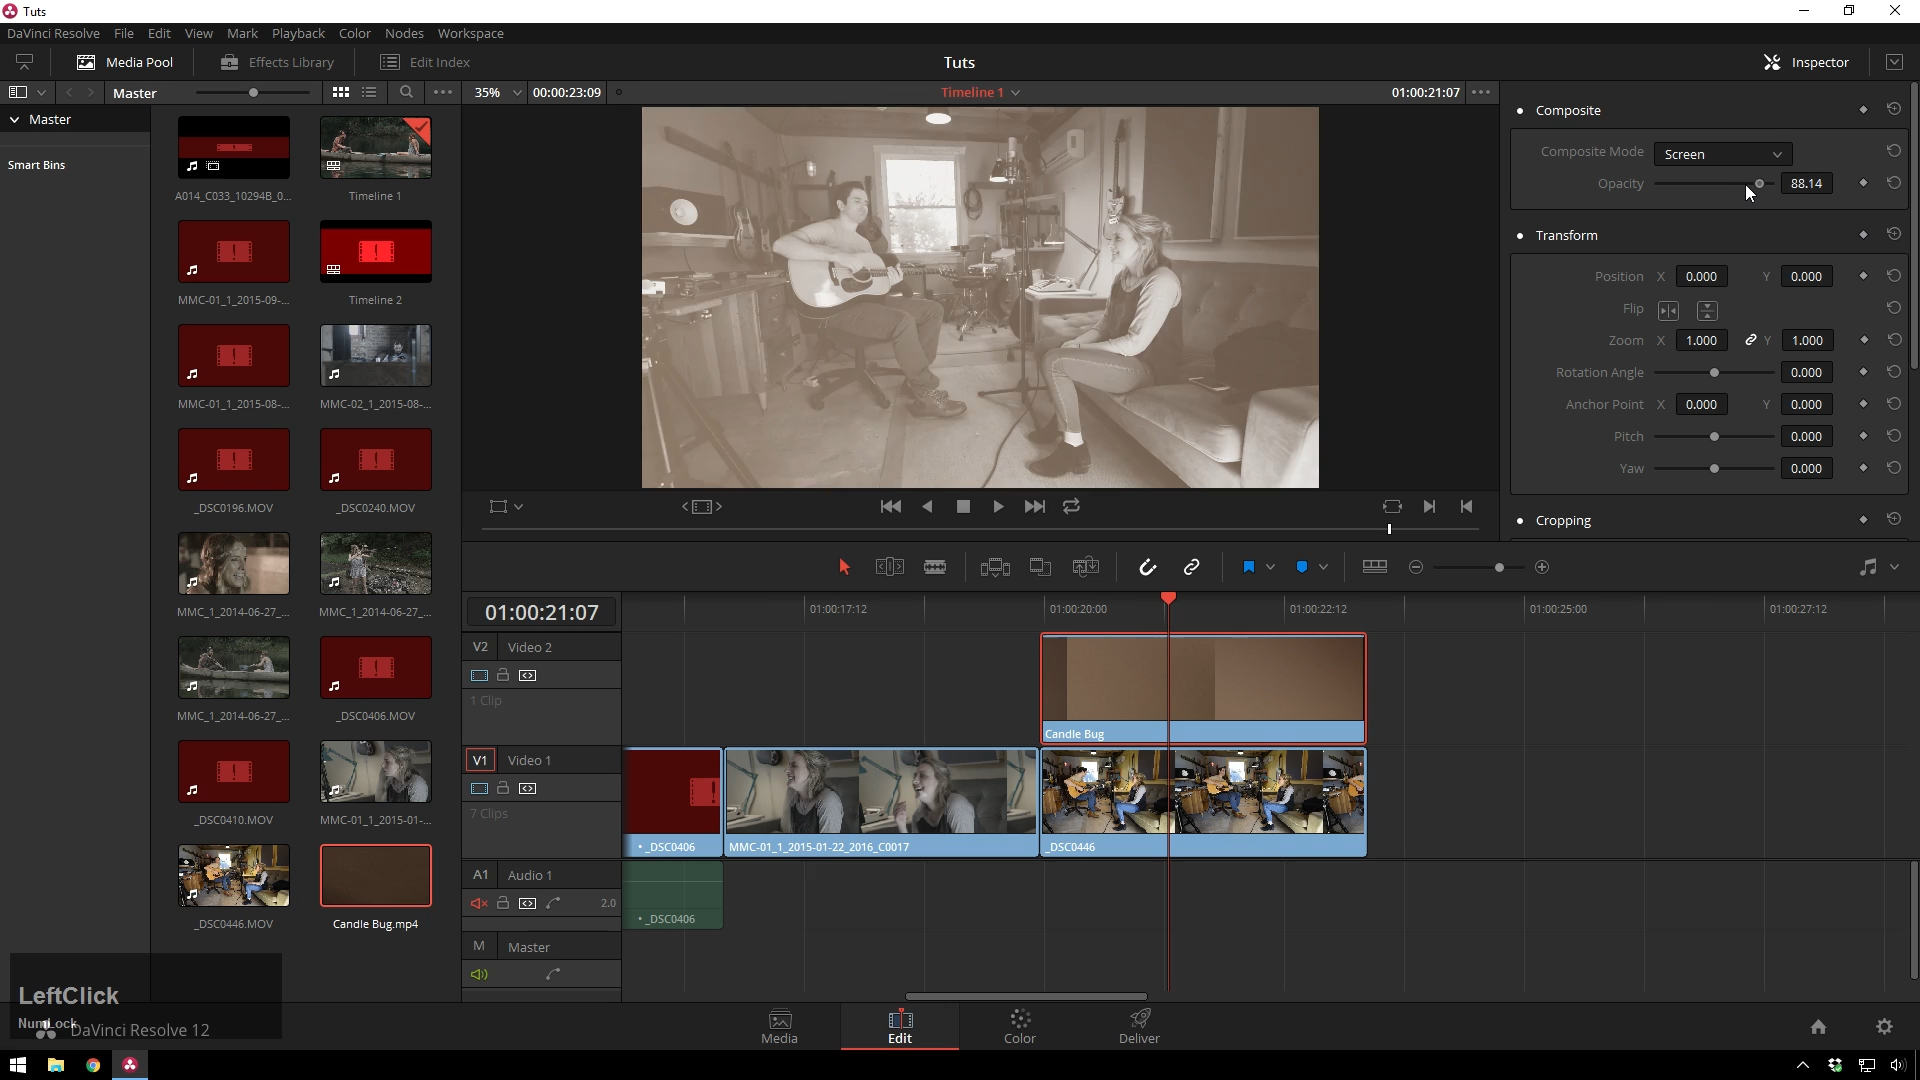 Tuts
DaVinci Resolve File Edit View Mark Playback Color Nodes Workspace
Media Pool Effects Library Edit Index Tuts Inspector
Master 35% 00:00:23:09 Timeline 1 01:00:21:07
Master
Smart Bins
A014_C033_10294B_0... Timeline 1
MMC-01_1_2015-09-... Timeline 2
MMC-01_1_2015-08-... MMC-02_1_2015-08-...
_DSC0196.MOV _DSC0240.MOV
MMC_1_2014-06-27_... MMC_1_2014-06-27_...
MMC_1_2014-06-27_... _DSC0406.MOV
_DSC0410.MOV MMC-01_1_2015-01-...
_DSC0446.MOV Candle Bug.mp4
Composite
Composite Mode Screen
Opacity 88.14
Transform
Position X 0.000 Y 0.000
Flip
Zoom X 1.000 Y 1.000
Rotation Angle 0.000
Anchor Point X 0.000 Y 0.000
Pitch 0.000
Yaw 0.000
Cropping
01:00:21:07 01:00:17:12 01:00:20:00 01:00:22:12 01:00:25:00 01:00:27:12
V2 Video 2
1 Clip
Candle Bug
V1 Video 1
7 Clips
• _DSC0406 MMC-01_1_2015-01-22_2016_C0017 _DSC0446
A1 Audio 1
2.0
• _DSC0406
M Master
LeftClick
NumLock
DaVinci Resolve 12
Media Edit Color Deliver